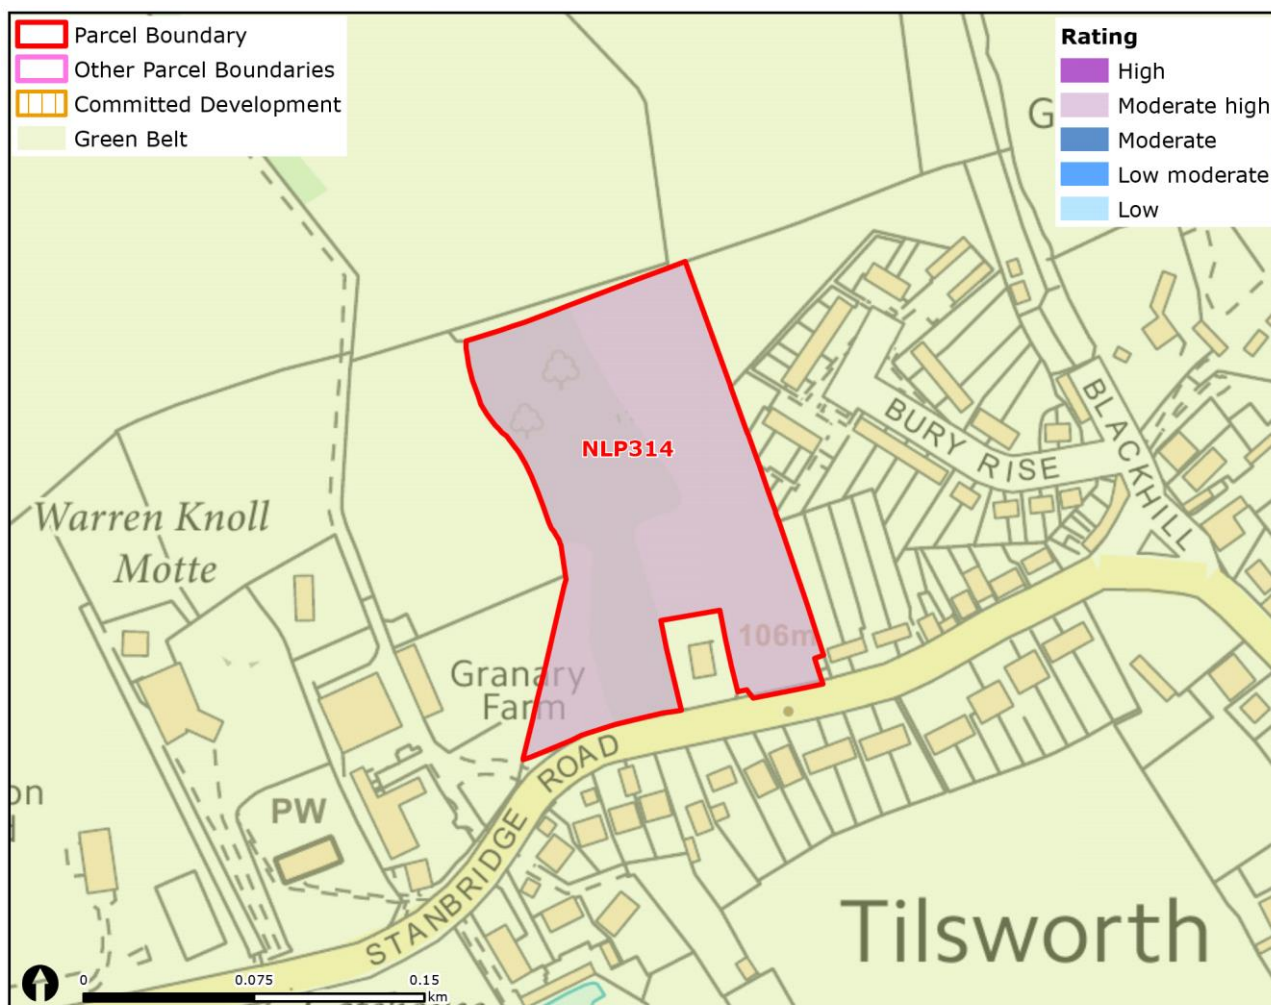 Parcel Boundary
Other Parcel Boundaries
Committed Development
Green Belt
Rating
High
Moderate high
Moderate
Low moderate
Low
G
NLP314
BURY RISE
BLACKHILL
Warren Knoll
Motte
106m
Granary
Farm
STANBRIDGE ROAD
on
PW
Tilsworth
0
0.075
0.15
km